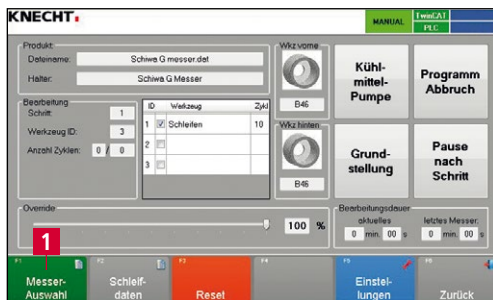 KNECHT.
MANUAL
TwinCAT
PLC
Produkt:
Dateiname: Schiwa G messer.dat
Halter: Schiwa G Messer
Wkz vorne
B46
Kühl-
mittel-
Pumpe
Programm
Abbruch
Bearbeitung
Schritt: 1
Werkzeug ID: 3
Anzahl Zyklen: 0 / 0
ID Werkzeug Zykl
1 Schleifen 10
2
3
Wkz hinten
B46
Grund-
stellung
Pause
nach
Schritt
Override
100 %
Bearbeitungsdauer
aktuelles letztes Messer:
0 min. 00 s 0 min. 00 s
1
F1
Messer-
Auswahl
F2
Schleif-
daten
F3
Reset
F4
F5
Einstel-
lungen
F6
Zurück